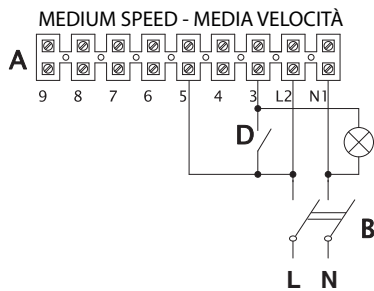 MEDIUM SPEED - MEDIA VELOCITÀ
A
9 8 7 6 5 4 3 L2 N1
D
B
L N